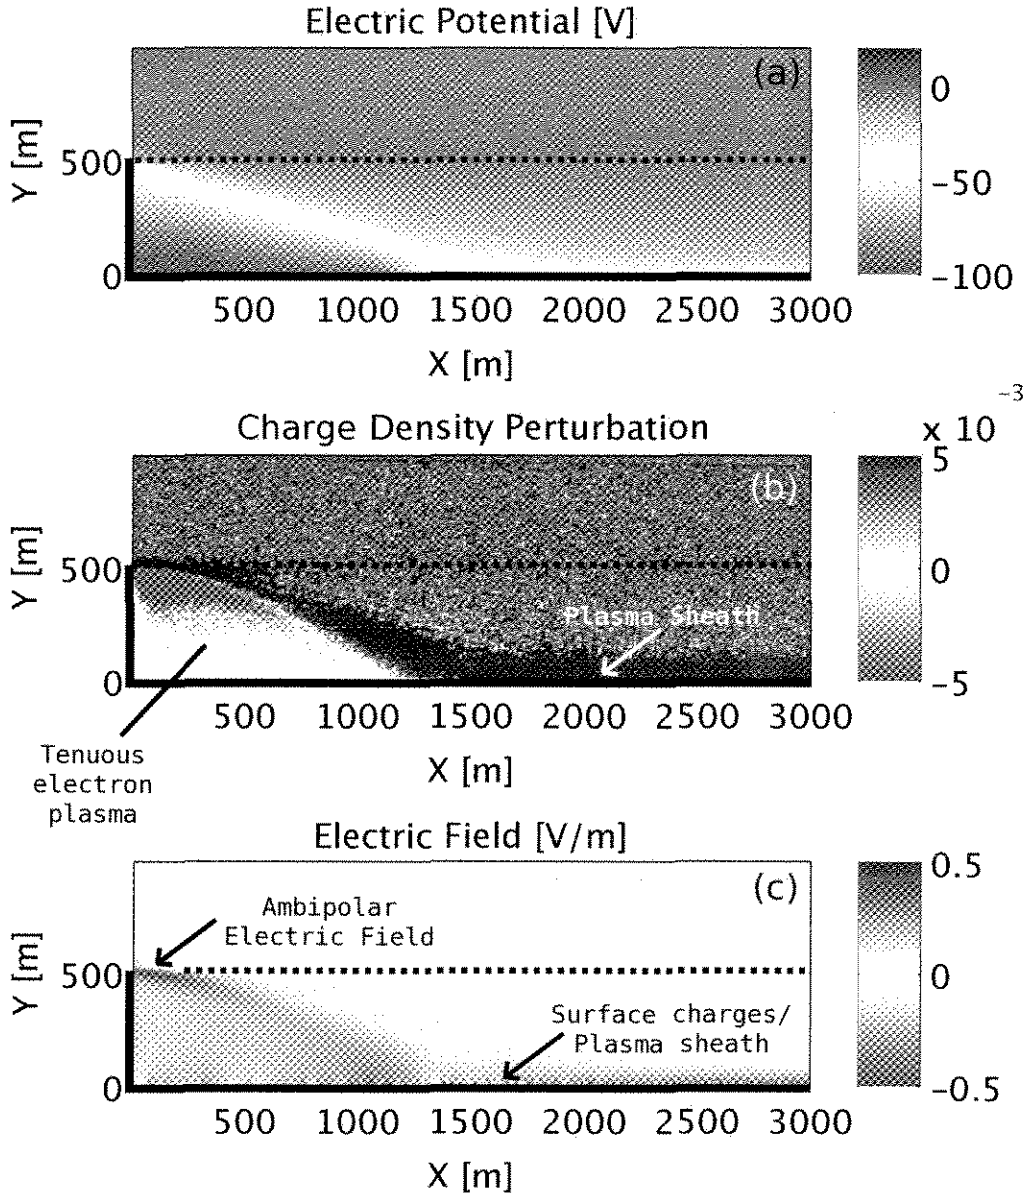 Electric Potential [V]
(a)
Y [m]
500
0
0
-50
-100
500 1000 1500 2000 2500 3000
X [m]
Charge Density Perturbation
x 10 -3
(b)
Y [m]
500
0
Plasma Sheath
5
0
-5
500 1000 1500 2000 2500 3000
X [m]
Tenuous
electron
plasma
Electric Field [V/m]
(c)
Ambipolar
Electric Field
Y [m]
500
0
Surface charges/
Plasma sheath
0.5
0
-0.5
500 1000 1500 2000 2500 3000
X [m]